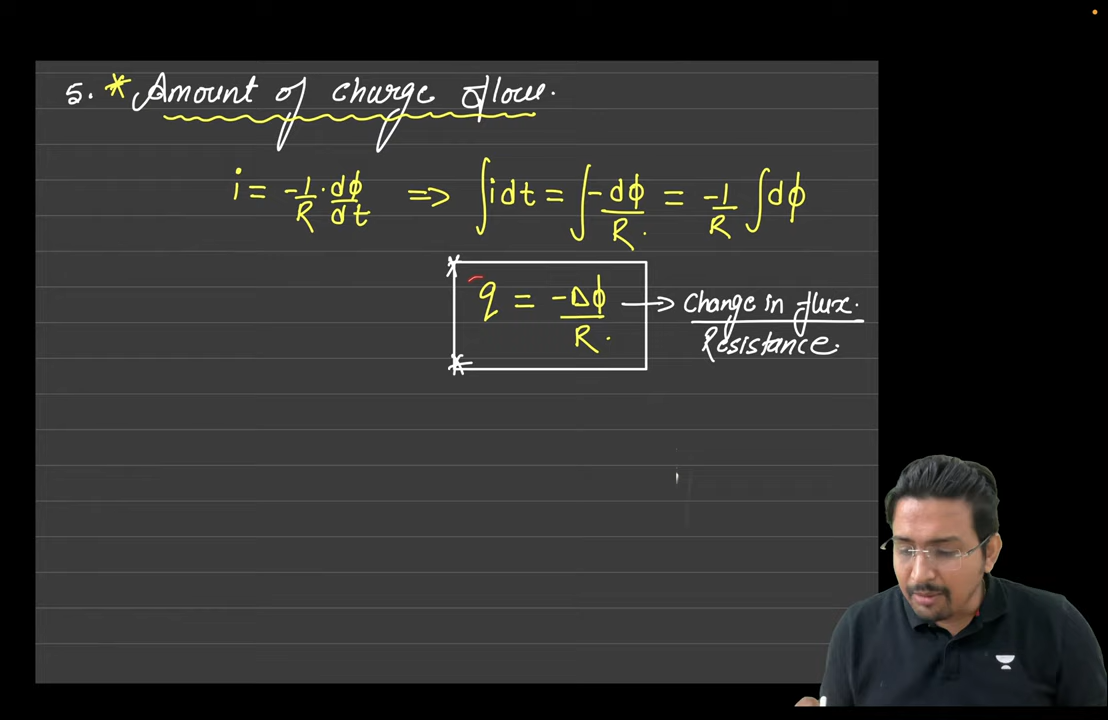 5. * Amount of charge flow.
i = -1/R · dϕ/dt => ∫idt = ∫-dϕ/R. = -1/R ∫dϕ
q = -Δϕ/R. → Change in flux. / Resistance.